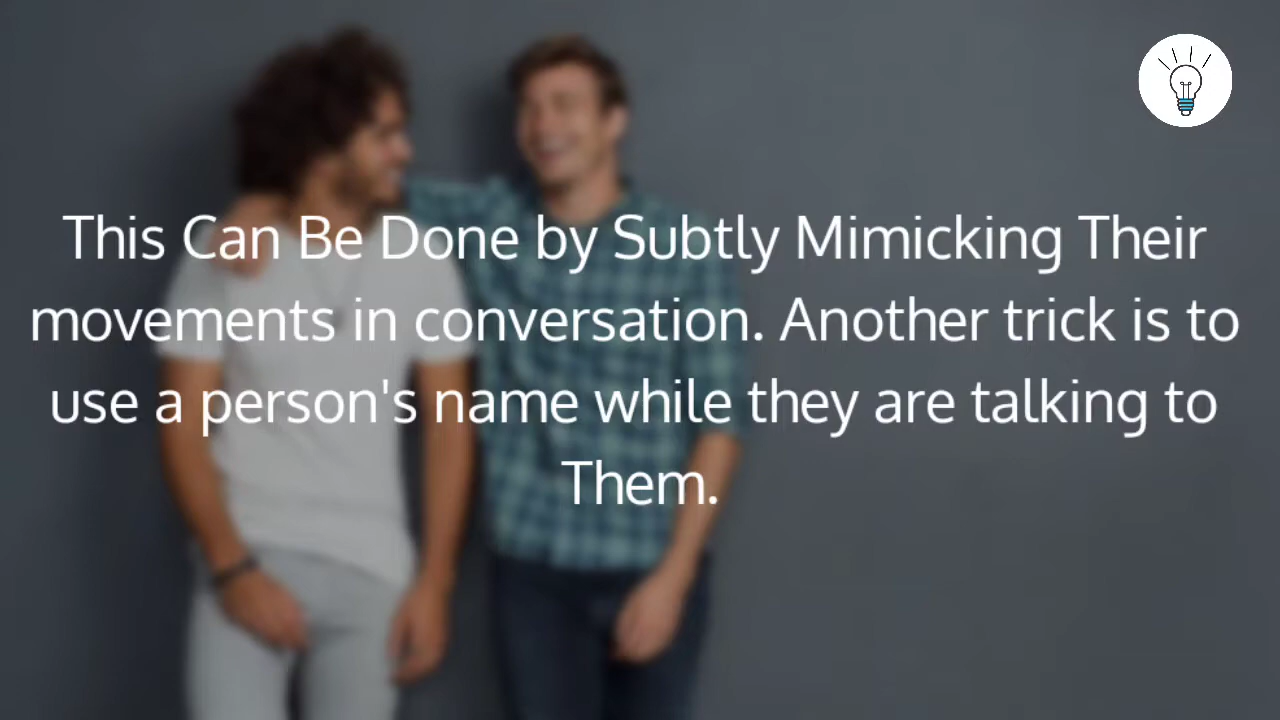 This Can Be Done by Subtly Mimicking Their
movements in conversation. Another trick is to
use a person's name while they are talking to
Them.